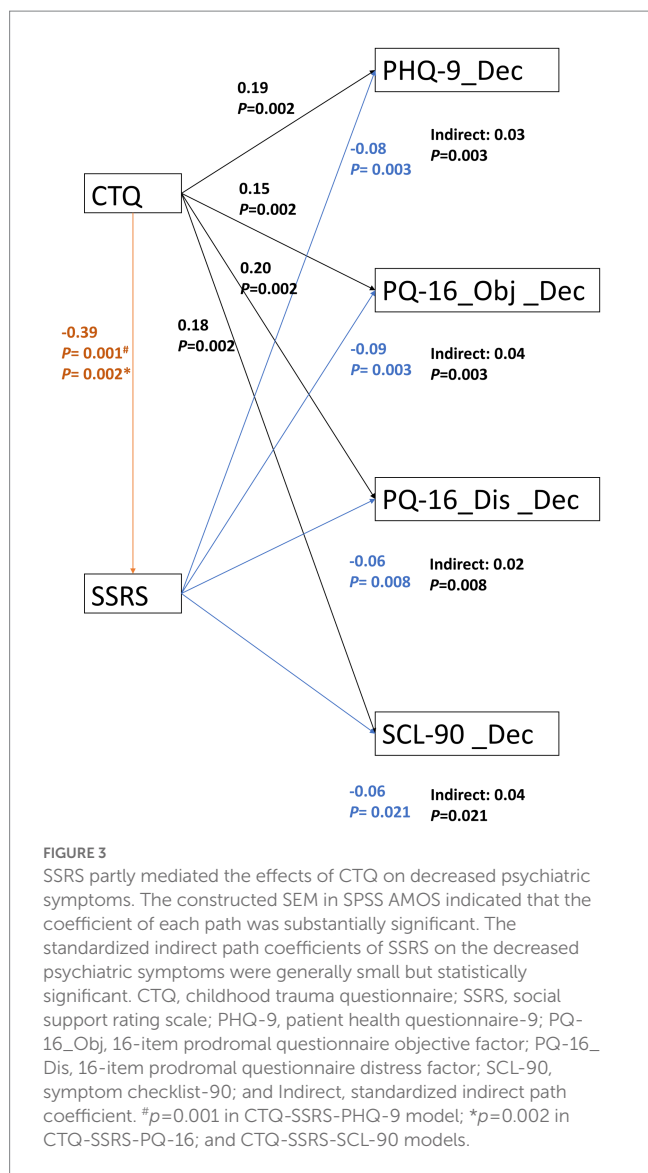 PHQ-9_Dec
0.19
P=0.002
-0.08
P= 0.003
Indirect: 0.03
P=0.003
CTQ
0.15
P=0.002
0.20
P=0.002
PQ-16_Obj _Dec
0.18
P=0.002
-0.39
P= 0.001#
P= 0.002*
-0.09
P= 0.003
Indirect: 0.04
P=0.003
PQ-16_Dis _Dec
-0.06
P= 0.008
Indirect: 0.02
P=0.008
SSRS
SCL-90 _Dec
-0.06
P= 0.021
Indirect: 0.04
P=0.021
FIGURE 3
SSRS partly mediated the effects of CTQ on decreased psychiatric
symptoms. The constructed SEM in SPSS AMOS indicated that the
coefficient of each path was substantially significant. The
standardized indirect path coefficients of SSRS on the decreased
psychiatric symptoms were generally small but statistically
significant. CTQ, childhood trauma questionnaire; SSRS, social
support rating scale; PHQ-9, patient health questionnaire-9; PQ-
16_Obj, 16-item prodromal questionnaire objective factor; PQ-16_
Dis, 16-item prodromal questionnaire distress factor; SCL-90,
symptom checklist-90; and Indirect, standardized indirect path
coefficient. #p=0.001 in CTQ-SSRS-PHQ-9 model; *p=0.002 in
CTQ-SSRS-PQ-16; and CTQ-SSRS-SCL-90 models.